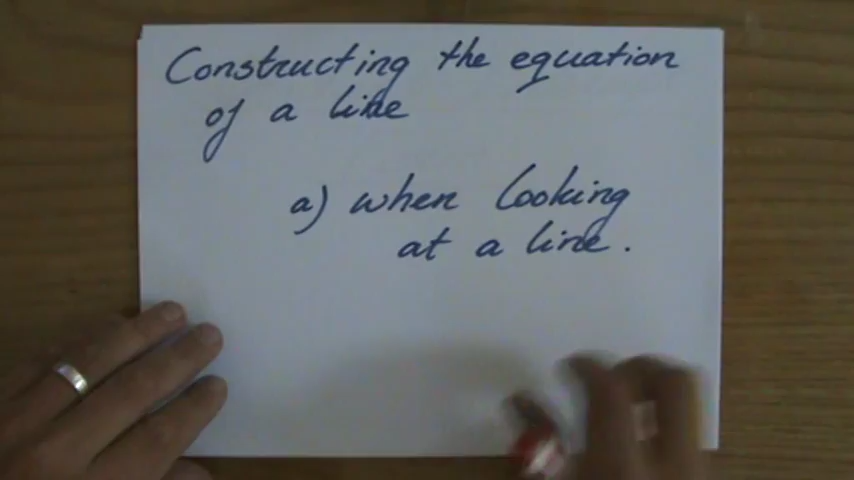 Constructing the equation
of a line
a) when looking
at a line.